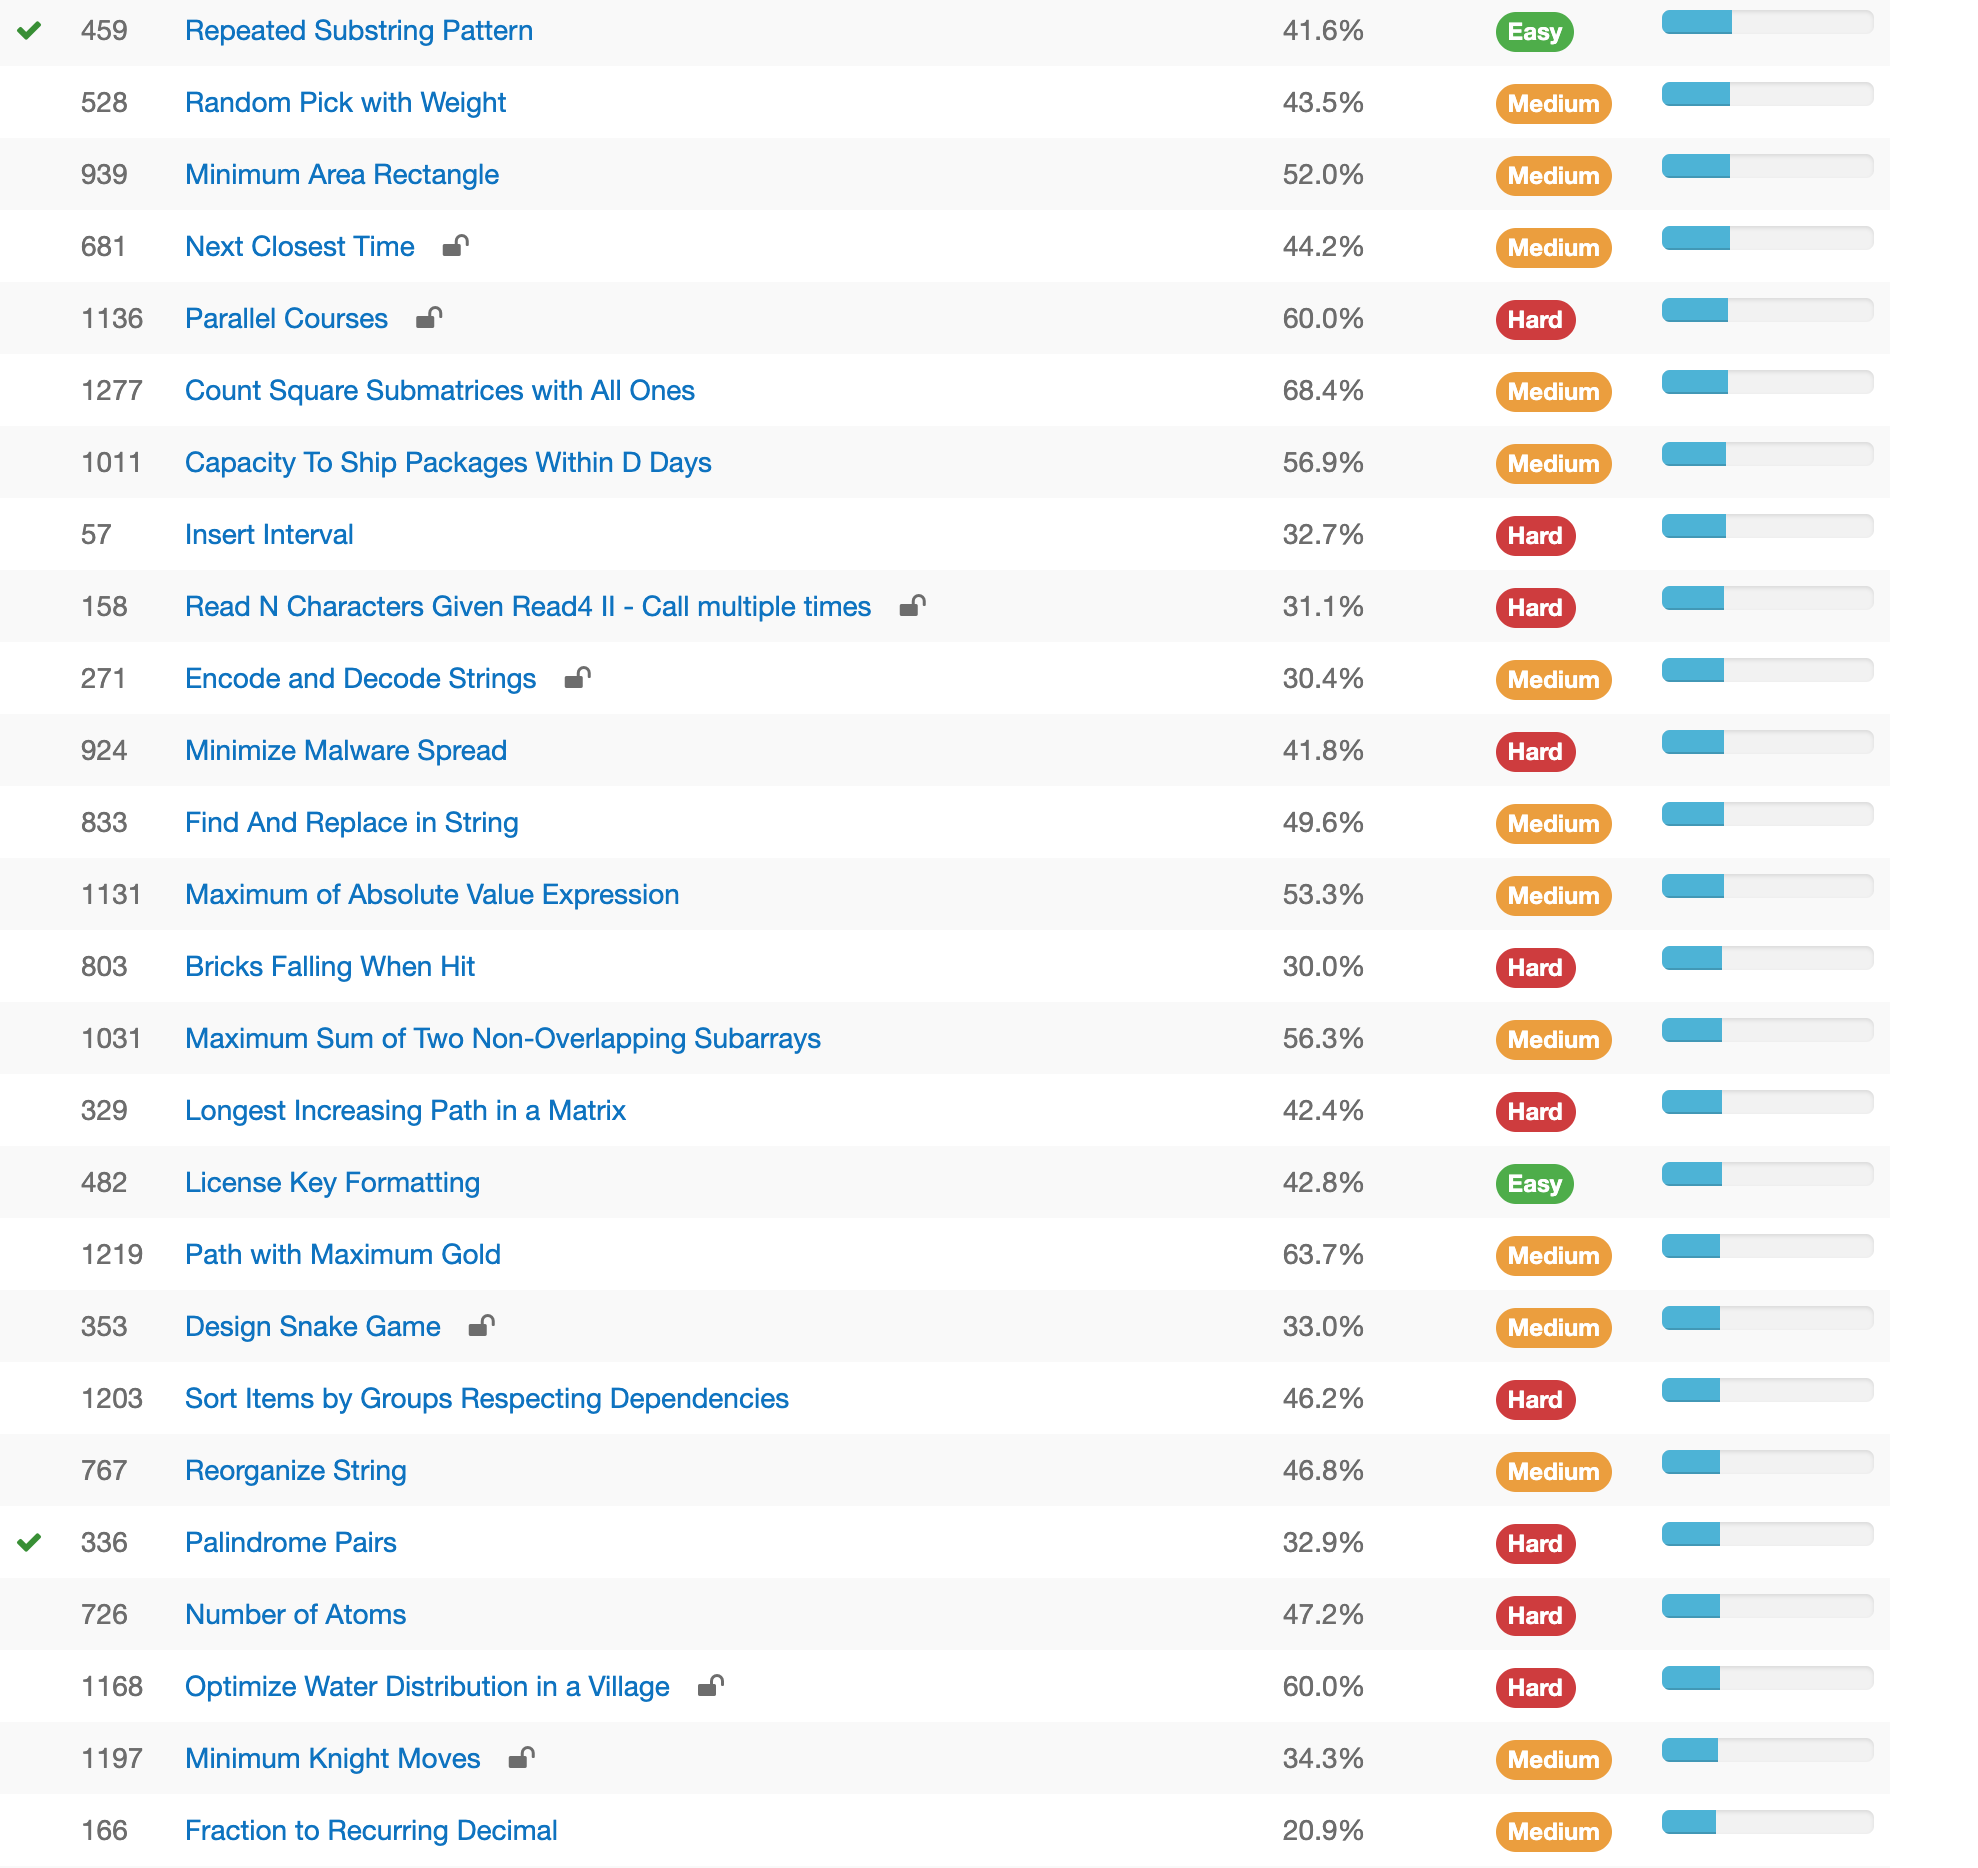 459 Repeated Substring Pattern 41.6% Easy
528 Random Pick with Weight 43.5% Medium
939 Minimum Area Rectangle 52.0% Medium
681 Next Closest Time 44.2% Medium
1136 Parallel Courses 60.0% Hard
1277 Count Square Submatrices with All Ones 68.4% Medium
1011 Capacity To Ship Packages Within D Days 56.9% Medium
57 Insert Interval 32.7% Hard
158 Read N Characters Given Read4 II - Call multiple times 31.1% Hard
271 Encode and Decode Strings 30.4% Medium
924 Minimize Malware Spread 41.8% Hard
833 Find And Replace in String 49.6% Medium
1131 Maximum of Absolute Value Expression 53.3% Medium
803 Bricks Falling When Hit 30.0% Hard
1031 Maximum Sum of Two Non-Overlapping Subarrays 56.3% Medium
329 Longest Increasing Path in a Matrix 42.4% Hard
482 License Key Formatting 42.8% Easy
1219 Path with Maximum Gold 63.7% Medium
353 Design Snake Game 33.0% Medium
1203 Sort Items by Groups Respecting Dependencies 46.2% Hard
767 Reorganize String 46.8% Medium
336 Palindrome Pairs 32.9% Hard
726 Number of Atoms 47.2% Hard
1168 Optimize Water Distribution in a Village 60.0% Hard
1197 Minimum Knight Moves 34.3% Medium
166 Fraction to Recurring Decimal 20.9% Medium